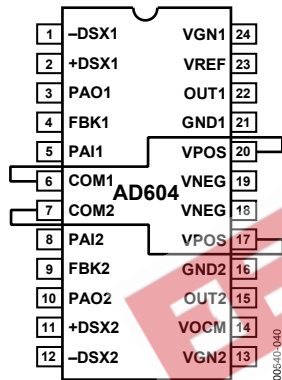 1 –DSX1 VGN1 24
2 +DSX1 VREF 23
3 PAO1 OUT1 22
4 FBK1 GND1 21
5 PAI1 VPOS 20
6 COM1 VNEG 19
AD604
7 COM2 VNEG 18
8 PAI2 VPOS 17
9 FBK2 GND2 16
10 PAO2 OUT2 15
11 +DSX2 VOCM 14
12 –DSX2 VGN2 13
00540-040